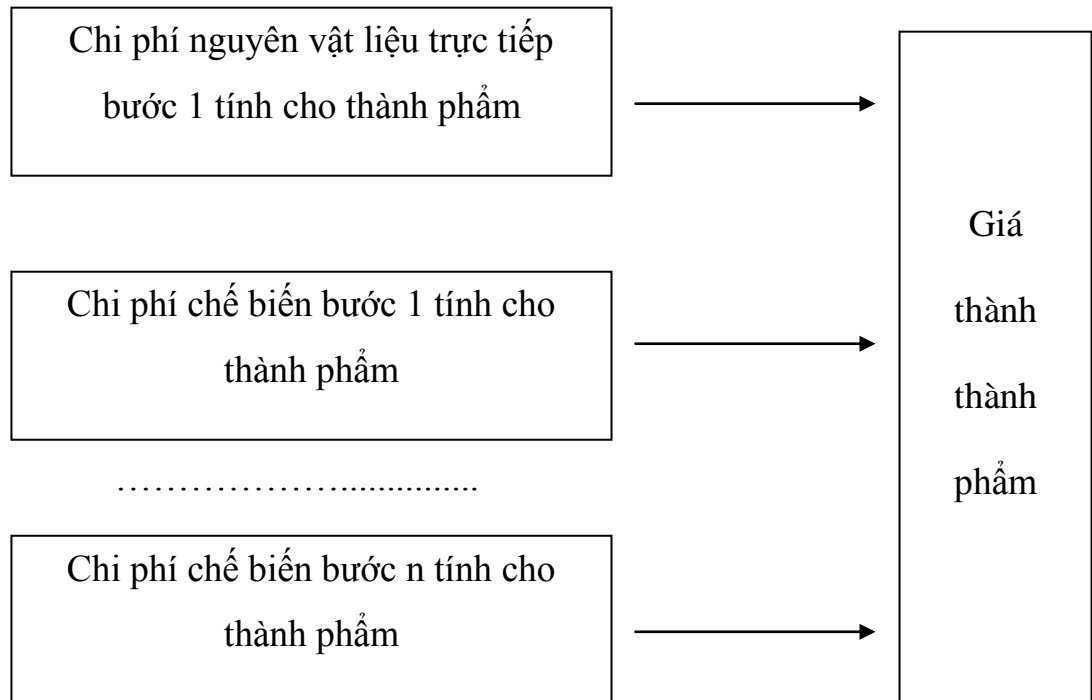 Chi phí nguyên vật liệu trực tiếp
bước 1 tính cho thành phẩm
Chi phí chế biến bước 1 tính cho
thành phẩm
…………………...............
Chi phí chế biến bước n tính cho
thành phẩm
Giá
thành
thành
phẩm